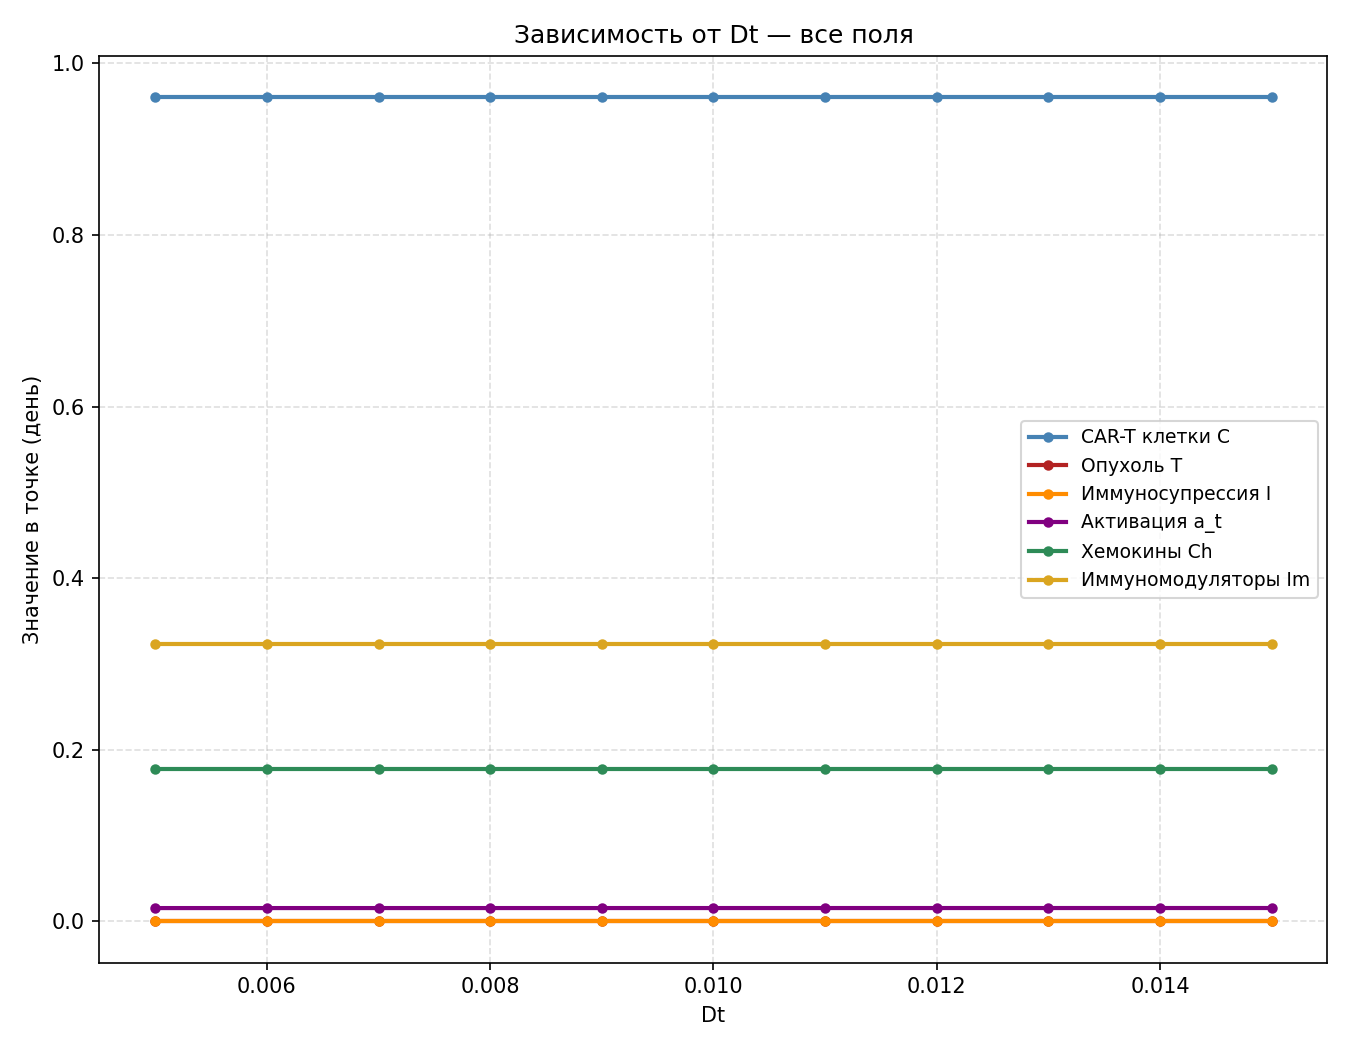 Зависимость от Dt — все поля
Значение в точке (день)
1.0
0.8
0.6
0.4
0.2
0.0
CAR-T клетки C
Опухоль T
Иммуносупрессия I
Активация a_t
Хемокины Ch
Иммуномодуляторы Im
0.006 0.008 0.010 0.012 0.014
Dt